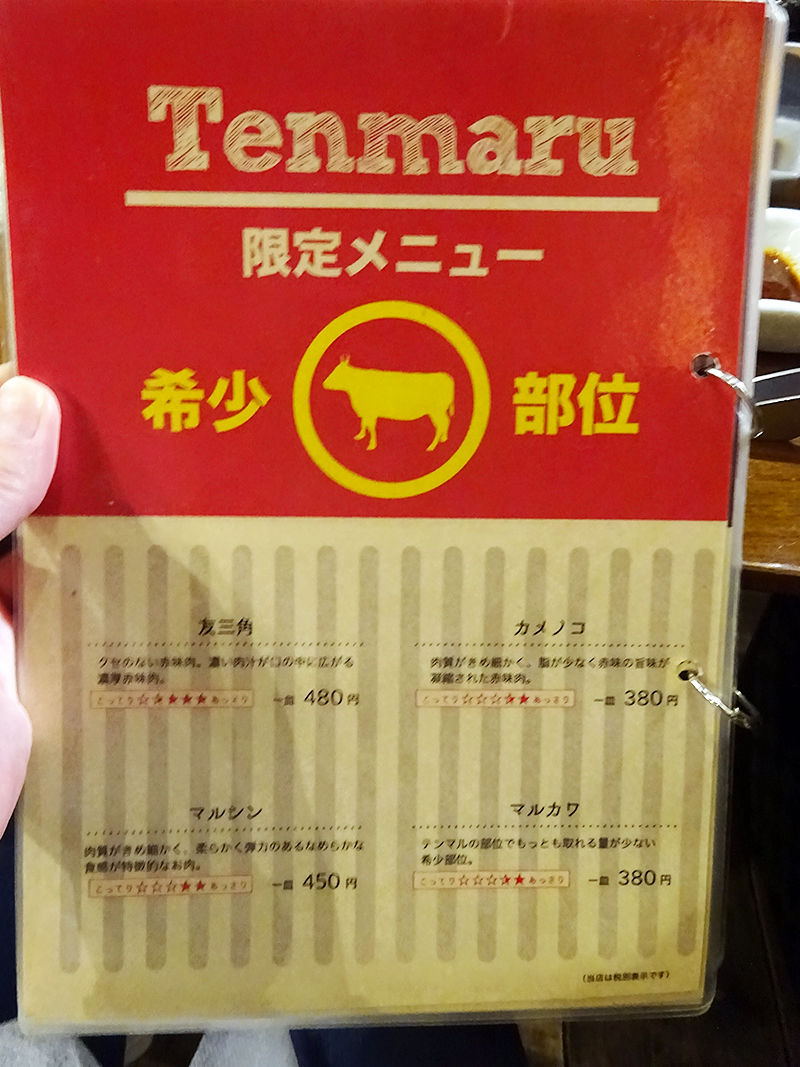 Tenmaru
限定メニュー
希少 部位
友三角
クセのない赤味肉。濃い肉汁が口の中に広がる
濃厚赤味肉。
こってり☆☆★★★あっさり 一皿 480円
カメノコ
肉質がきめ細かく、脂が少なく赤味の旨味が
凝縮された赤味肉。
こってり☆☆☆★★あっさり 一皿 380円
マルシン
肉質がきめ細かく、柔らかく弾力のあるなめらかな
食感が特徴的なお肉。
こってり☆☆☆★★あっさり 一皿 450円
マルカワ
テンマルの部位でもっとも取れる量が少ない
希少部位。
こってり☆☆☆★★あっさり 一皿 380円
(当店は税別表示です)